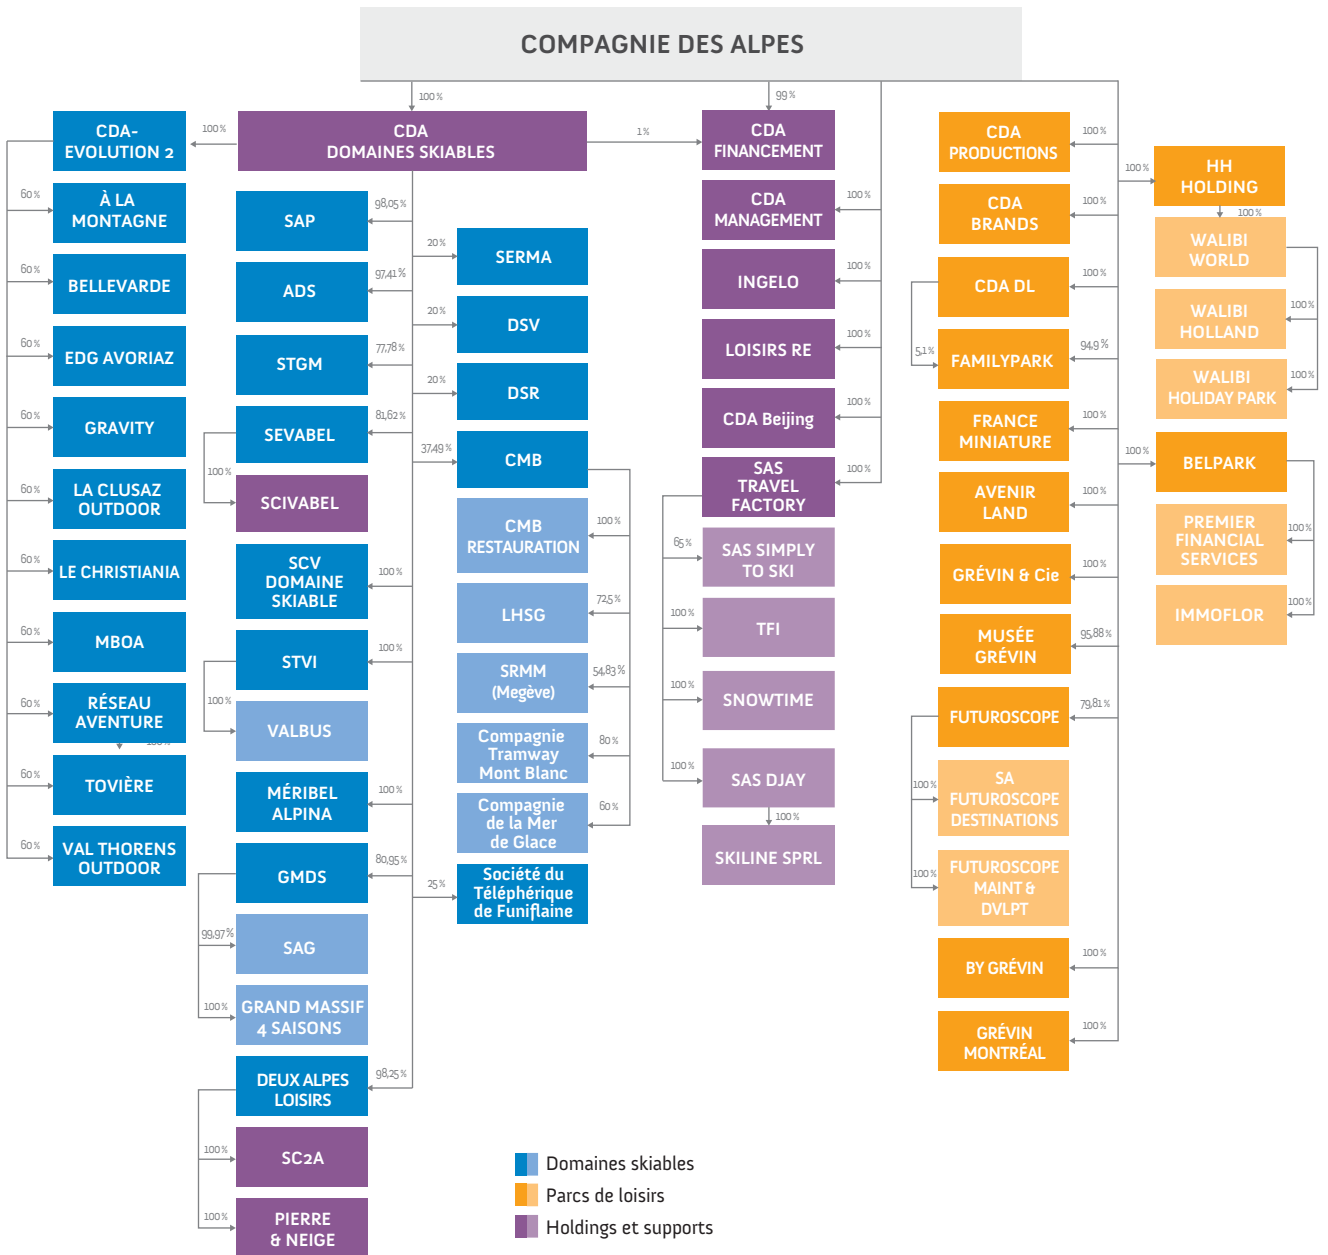 COMPAGNIE DES ALPES
100 %
99 %
CDA-
EVOLUTION 2
100 %
CDA
DOMAINES SKIABLES
1 %
CDA
FINANCEMENT
60 %
À LA
MONTAGNE
60 %
BELLEVARDE
60 %
EDG AVORIAZ
60 %
GRAVITY
60 %
LA CLUSAZ
OUTDOOR
60 %
LE CHRISTIANIA
60 %
MBOA
60 %
RÉSEAU
AVENTURE
100 %
60 %
TOVIÈRE
60 %
VAL THORENS
OUTDOOR
SAP
98,05 %
ADS
97,41 %
STGM
77,78 %
SEVABEL
81,62 %
100 %
SCIVABEL
SCV
DOMAINE
SKIABLE
100 %
STVI
100 %
100 %
VALBUS
MÉRIBEL
ALPINA
100 %
GMDS
80,95 %
99,97 %
SAG
100 %
GRAND MASSIF
4 SAISONS
DEUX ALPES
LOISIRS
98,25 %
100 %
SC2A
100 %
PIERRE
& NEIGE
20 %
SERMA
20 %
DSV
20 %
DSR
37,49 %
CMB
CMB
RESTAURATION
100 %
LHSG
72,5 %
SRMM
(Megève)
54,83 %
Compagnie
Tramway
Mont Blanc
80 %
Compagnie
de la Mer
de Glace
60 %
25 %
Société du
Téléphérique
de Funiflaine
CDA
MANAGEMENT
100 %
INGELO
100 %
LOISIRS RE
100 %
CDA Beijing
100 %
SAS
TRAVEL
FACTORY
100 %
65 %
SAS SIMPLY
TO SKI
100 %
TFI
100 %
SNOWTIME
100 %
SAS DJAY
100 %
SKILINE SPRL
CDA
PRODUCTIONS
100 %
CDA
BRANDS
100 %
CDA DL
100 %
5,1 %
FAMILYPARK
94,9 %
FRANCE
MINIATURE
100 %
AVENIR
LAND
100 %
GRÉVIN & Cie
100 %
MUSÉE
GRÉVIN
95,88 %
FUTUROSCOPE
79,81 %
100 %
SA
FUTUROSCOPE
DESTINATIONS
100 %
FUTUROSCOPE
MAINT &
DVLPT
BY GRÉVIN
100 %
GRÉVIN
MONTRÉAL
100 %
100 %
HH
HOLDING
100 %
WALIBI
WORLD
WALIBI
HOLLAND
100 %
WALIBI
HOLIDAY PARK
100 %
100 %
BELPARK
PREMIER
FINANCIAL
SERVICES
100 %
IMMOFLOR
100 %
Domaines skiables
Parcs de loisirs
Holdings et supports